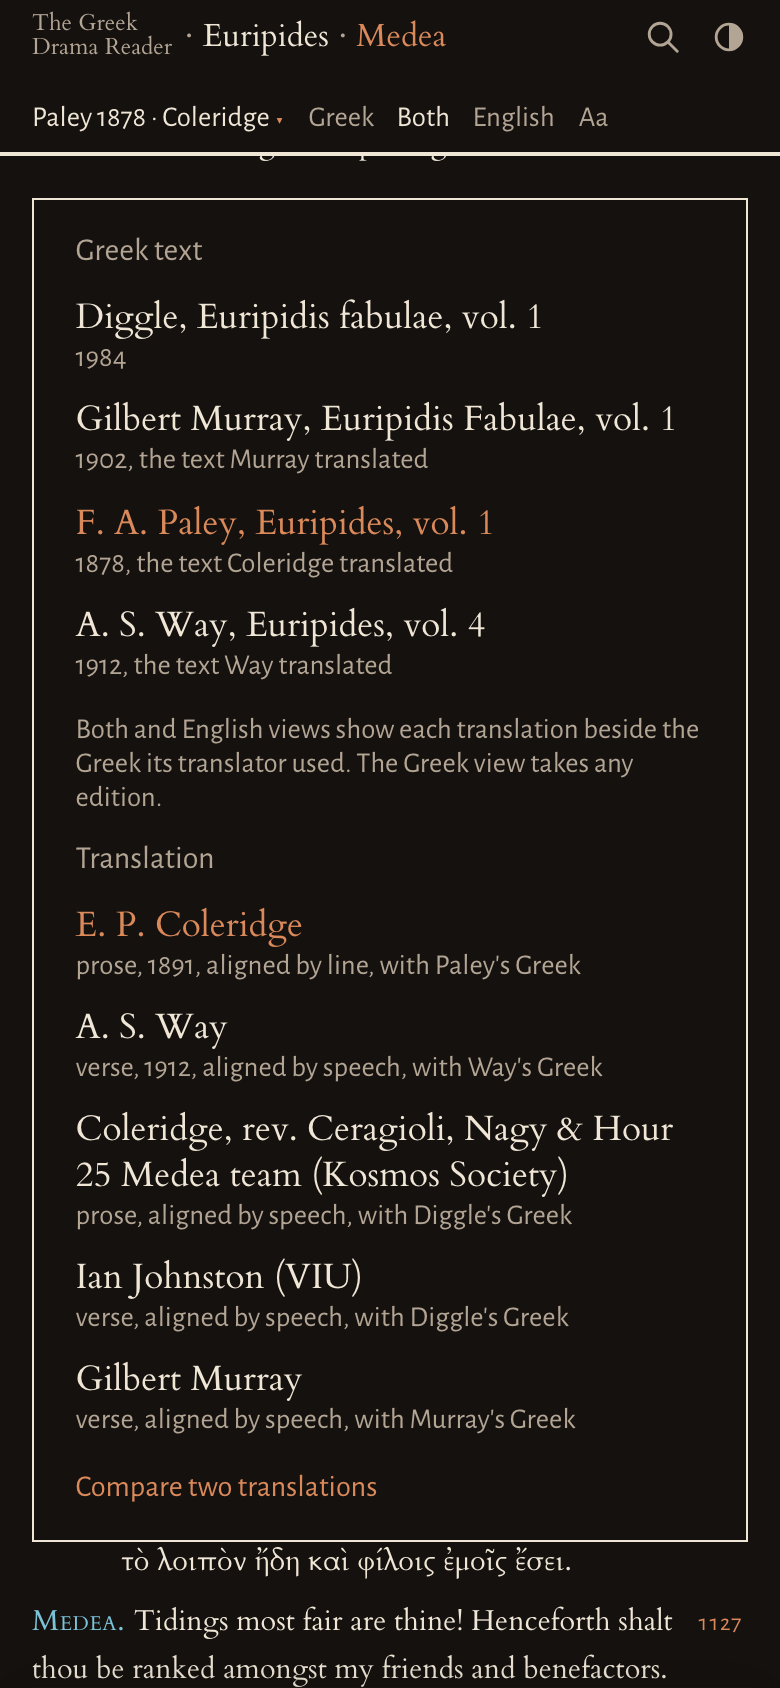 The Greek
Drama Reader · Euripides · Medea
Paley 1878 · Coleridge ▾ Greek Both English Aa
Greek text
Diggle, Euripidis fabulae, vol. 1
1984
Gilbert Murray, Euripidis Fabulae, vol. 1
1902, the text Murray translated
F. A. Paley, Euripides, vol. 1
1878, the text Coleridge translated
A. S. Way, Euripides, vol. 4
1912, the text Way translated
Both and English views show each translation beside the
Greek its translator used. The Greek view takes any
edition.
Translation
E. P. Coleridge
prose, 1891, aligned by line, with Paley's Greek
A. S. Way
verse, 1912, aligned by speech, with Way's Greek
Coleridge, rev. Ceragioli, Nagy & Hour
25 Medea team (Kosmos Society)
prose, aligned by speech, with Diggle's Greek
Ian Johnston (VIU)
verse, aligned by speech, with Diggle's Greek
Gilbert Murray
verse, aligned by speech, with Murray's Greek
Compare two translations
τὸ λοιπὸν ἤδη καὶ φίλοις ἐμοῖς ἔσει.
Medea. Tidings most fair are thine! Henceforth shalt 1127
thou be ranked amongst my friends and benefactors.